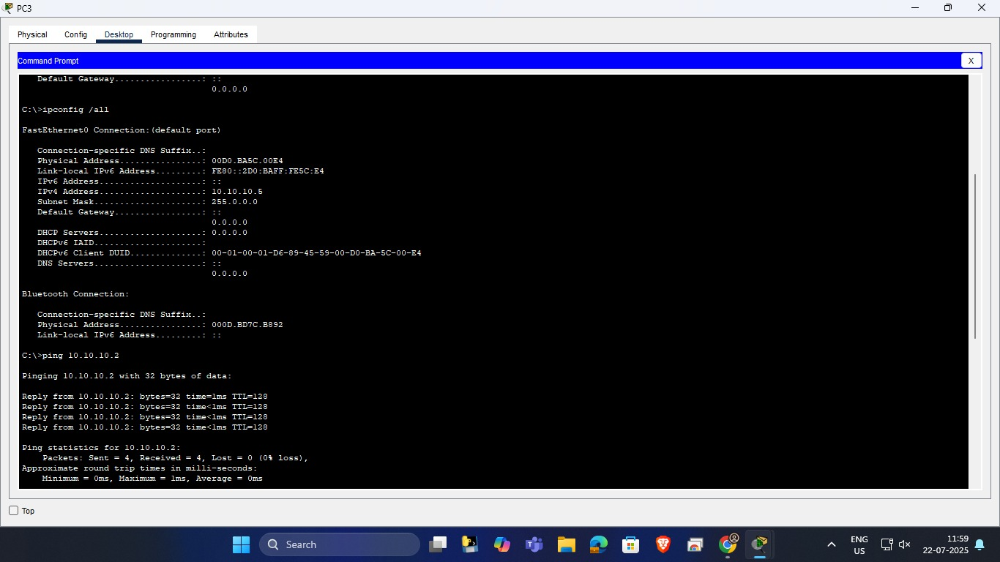 PC3
Physical Config Desktop Programming Attributes
Command Prompt X
Default Gateway.................: ::
0.0.0.0
C:\>ipconfig /all
FastEthernet0 Connection:(default port)
Connection-specific DNS Suffix..:
Physical Address................: 00D0.BA5C.00E4
Link-local IPv6 Address.........: FE80::2D0:BAFF:FE5C:E4
IPv6 Address....................: ::
IPv4 Address....................: 10.10.10.5
Subnet Mask.....................: 255.0.0.0
Default Gateway.................: ::
0.0.0.0
DHCP Servers....................: 0.0.0.0
DHCPv6 IAID.....................:
DHCPv6 Client DUID..............: 00-01-00-01-D6-89-45-59-00-D0-BA-5C-00-E4
DNS Servers.....................: ::
0.0.0.0
Bluetooth Connection:
Connection-specific DNS Suffix..:
Physical Address................: 000D.BD7C.B892
Link-local IPv6 Address.........: ::
C:\>ping 10.10.10.2
Pinging 10.10.10.2 with 32 bytes of data:
Reply from 10.10.10.2: bytes=32 time=1ms TTL=128
Reply from 10.10.10.2: bytes=32 time<1ms TTL=128
Reply from 10.10.10.2: bytes=32 time<1ms TTL=128
Reply from 10.10.10.2: bytes=32 time<1ms TTL=128
Ping statistics for 10.10.10.2:
Packets: Sent = 4, Received = 4, Lost = 0 (0% loss),
Approximate round trip times in milli-seconds:
Minimum = 0ms, Maximum = 1ms, Average = 0ms
Top
Search
ENG
US
11:59
22-07-2025